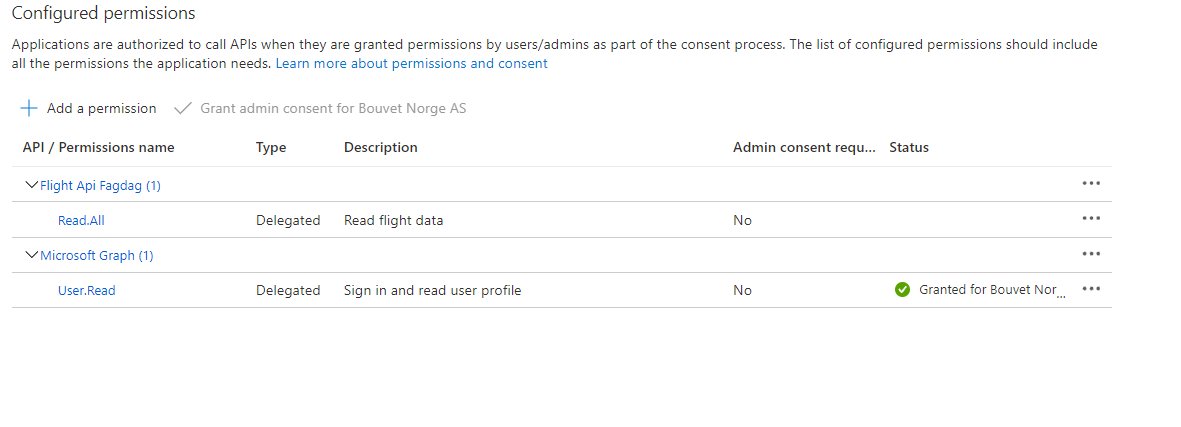 Configured permissions
Applications are authorized to call APIs when they are granted permissions by users/admins as part of the consent process. The list of configured permissions should include
all the permissions the application needs. Learn more about permissions and consent
Add a permission Grant admin consent for Bouvet Norge AS
API / Permissions name Type Description Admin consent requ... Status
Flight Api Fagdag (1)
Read.All Delegated Read flight data No
Microsoft Graph (1)
User.Read Delegated Sign in and read user profile No Granted for Bouvet Nor...